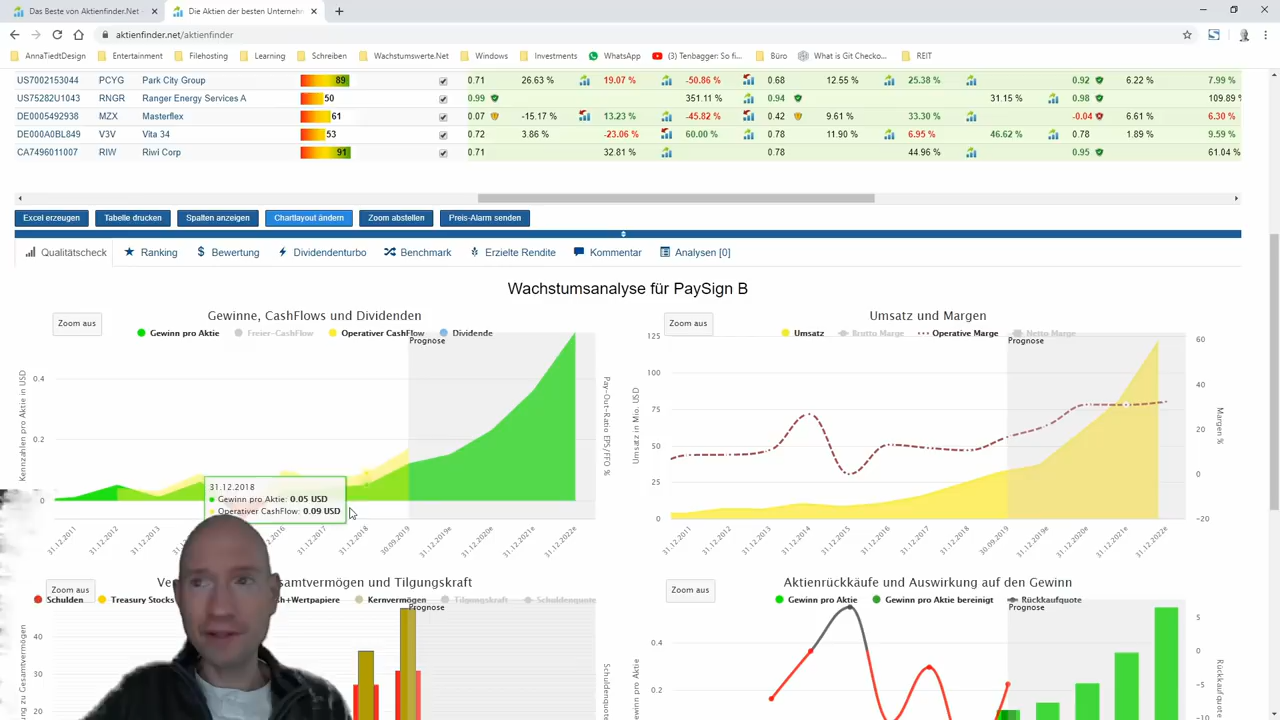 Das Beste von Aktienfinder.Net -
Die Aktien der besten Unternehm
aktienfinder.net/aktienfinder
AnnaTiedtDesign Entertainment Filehosting Learning Schreiben Wachstumswerte.Net Windows Investments WhatsApp (3) Tenbagger: So fi... Büro What is Git Checko... REIT
US7002153044 PCYG Park City Group 89 0.71 26.63 % 19.07 % -50.86 % 0.68 12.55 % 25.38 % 0.92 6.22 % 7.99 %
US75282U1043 RNGR Ranger Energy Services A 50 0.99 351.11 % 0.94 31.15 % 0.98 109.89 %
DE0005492938 MZX Masterflex 61 0.07 -15.17 % 13.23 % -45.82 % 0.42 9.61 % 33.30 % -0.04 6.61 % 6.30 %
DE000A0BL849 V3V Vita 34 53 0.72 3.86 % -23.06 % 60.00 % 0.78 11.90 % 6.95 % 46.62 % 0.78 1.89 % 9.59 %
CA7496011007 RIW Riwi Corp 91 0.71 32.81 % 0.78 44.96 % 0.95 61.04 %
Excel erzeugen Tabelle drucken Spalten anzeigen Chartlayout ändern Zoom abstellen Preis-Alarm senden
Qualitätscheck Ranking Bewertung Dividendenturbo Benchmark Erzielte Rendite Kommentar Analysen [0]
Wachstumsanalyse für PaySign B
Gewinne, CashFlows und Dividenden
Zoom aus
Gewinn pro Aktie Freier CashFlow Operativer CashFlow Dividende
Prognose
Kennzahlen pro Aktie in USD
0.4
0.2
0
Pay-Out-Ratio EPS/FFO %
31.12.2018
Gewinn pro Aktie: 0.05 USD
Operativer CashFlow: 0.09 USD
31.12.2011 31.12.2012 31.12.2013 2016 31.12.2017 31.12.2018 30.09.2019 31.12.2019e 31.12.2020e 31.12.2021e 31.12.2022e
Umsatz und Margen
Zoom aus
Umsatz Brutto Marge Operative Marge Netto Marge
Prognose
Umsatz in Mio. USD
125
100
75
50
25
0
60
40
20
0
-20
Margen %
31.12.2011 31.12.2012 31.12.2013 31.12.2014 31.12.2015 31.12.2016 31.12.2017 31.12.2018 30.09.2019 31.12.2019e 31.12.2020e 31.12.2021e 31.12.2022e
samtvermögen und Tilgungskraft
Zoom aus
Schulden Treasury Stocks sh+Wertpapiere Kernvermögen Tilgungskraft Schuldenquote
Prognose
ung zu Gesamtvermögen
40
30
20
Schuldenquote
Aktienrückkäufe und Auswirkung auf den Gewinn
Zoom aus
Gewinn pro Aktie Gewinn pro Aktie bereinigt Rückkaufquote
Prognose
Gewinn pro Aktie
0.4
0.2
5
0
-5
-10
Rückkaufquote